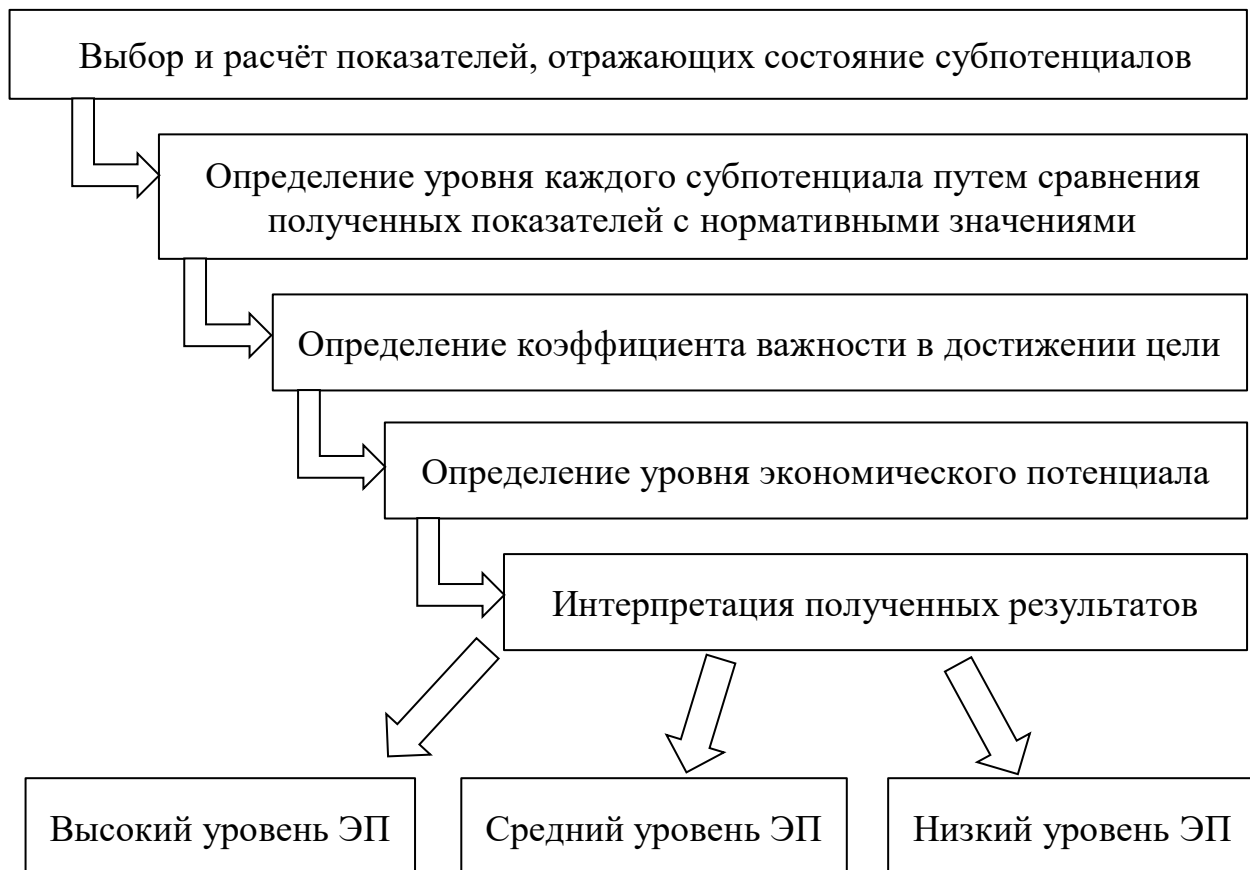 Выбор и расчёт показателей, отражающих состояние субпотенциалов
Определение уровня каждого субпотенциала путем сравнения
полученных показателей с нормативными значениями
Определение коэффициента важности в достижении цели
Определение уровня экономического потенциала
Интерпретация полученных результатов
Высокий уровень ЭП
Средний уровень ЭП
Низкий уровень ЭП